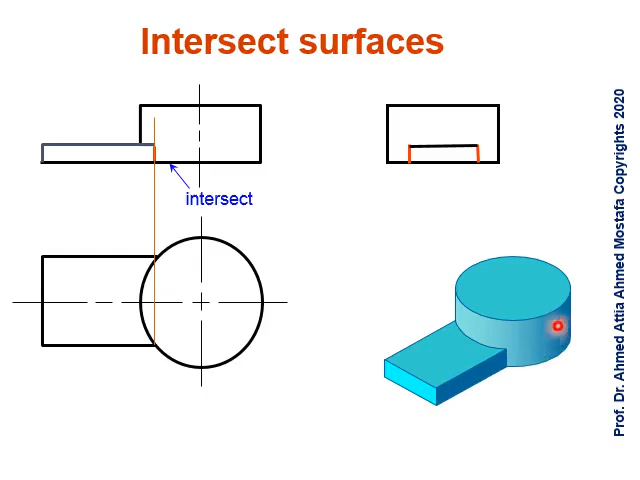 Intersect surfaces
intersect
Prof. Dr. Ahmed Attia Ahmed Mostafa Copyrights 2020